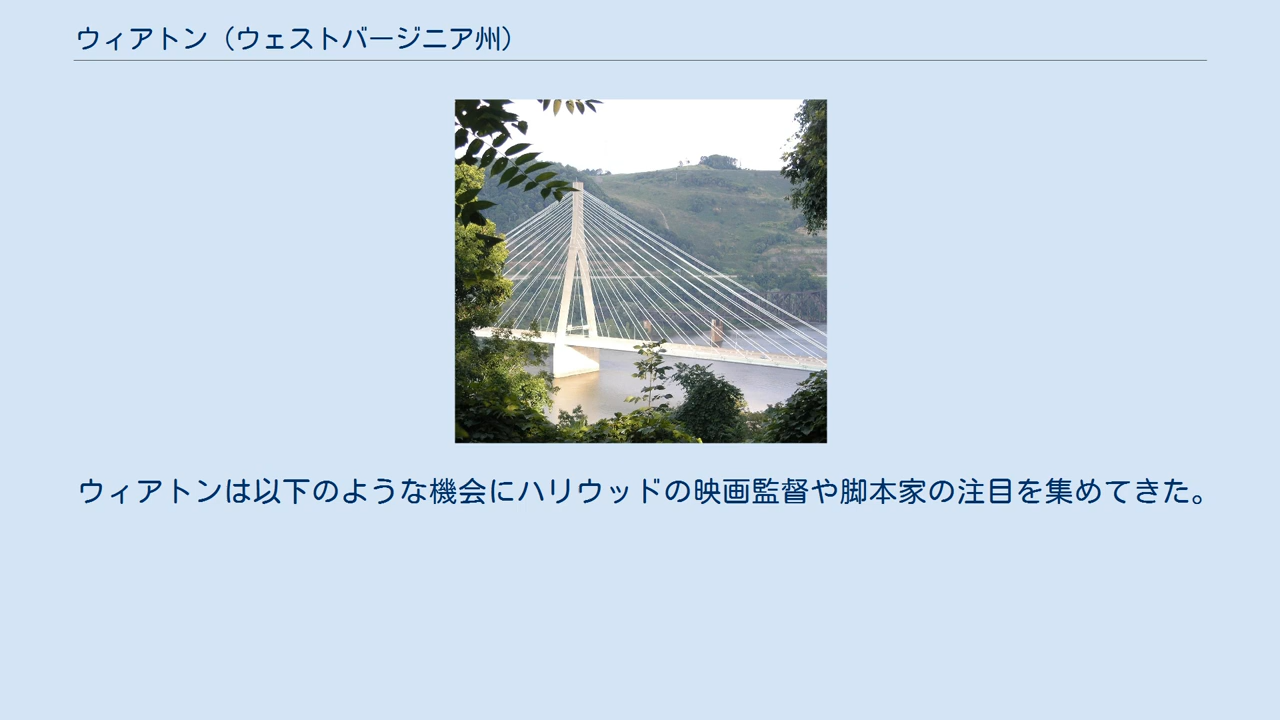 ウィアトン（ウェストバージニア州）
ウィアトンは以下のような機会にハリウッドの映画監督や脚本家の注目を集めてきた。